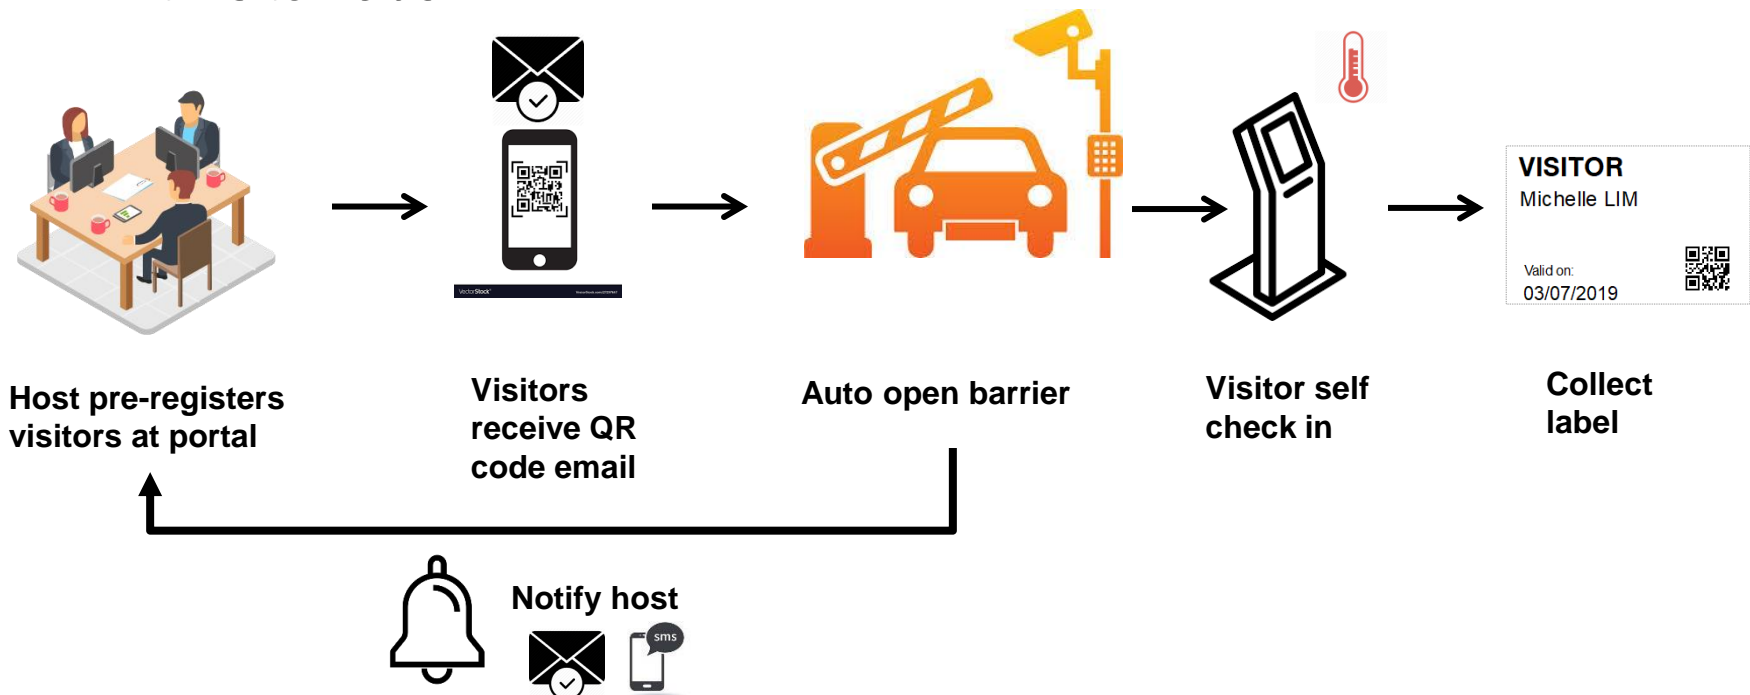 VectorStock
VISITOR
Michelle LIM
Valid on:
03/07/2019
Host pre-registers
visitors at portal
Visitors
receive QR
code email
Auto open barrier
Visitor self
check in
Collect
label
Notify host
sms